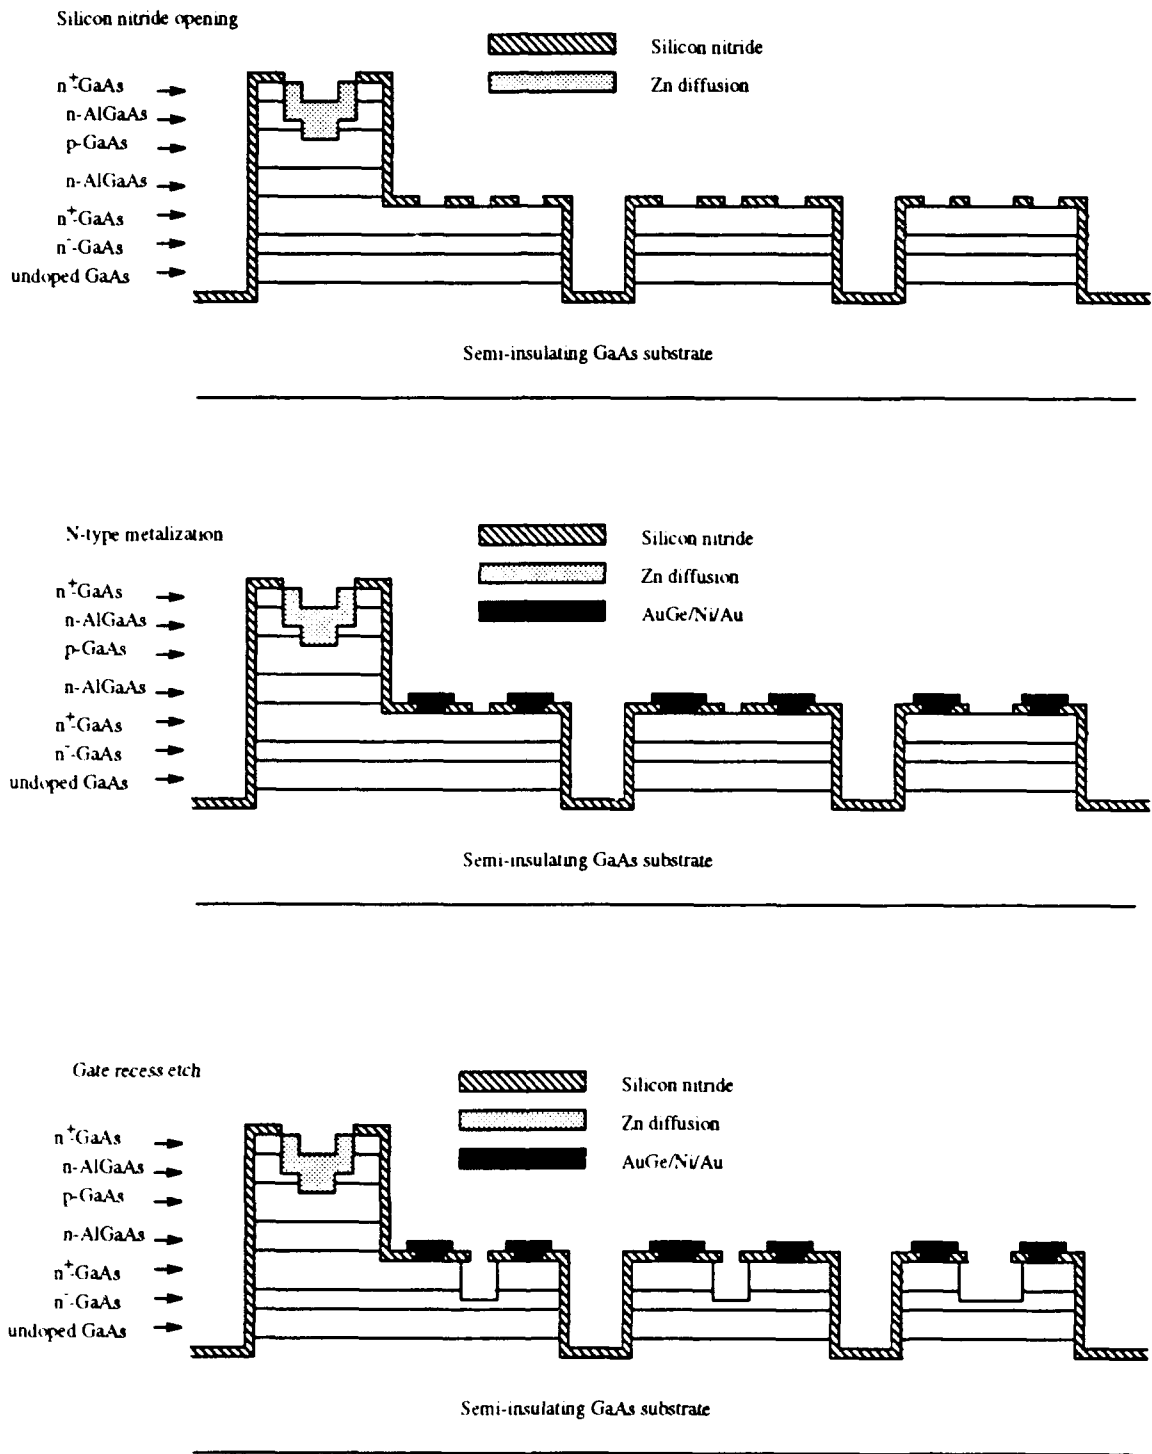 Silicon nitride opening
Silicon nitride
Zn diffusion
n⁺GaAs
n-AlGaAs
p-GaAs
n-AlGaAs
n⁺-GaAs
n⁻-GaAs
undoped GaAs
Semi-insulating GaAs substrate
N-type metalization
Silicon nitride
Zn diffusion
AuGe/Ni/Au
n⁺-GaAs
n-AlGaAs
p-GaAs
n-AlGaAs
n⁺-GaAs
n⁻-GaAs
undoped GaAs
Semi-insulating GaAs substrate
Gate recess etch
Silicon nitride
Zn diffusion
AuGe/Ni/Au
n⁺-GaAs
n-AlGaAs
p-GaAs
n-AlGaAs
n⁺-GaAs
n⁻-GaAs
undoped GaAs
Semi-insulating GaAs substrate